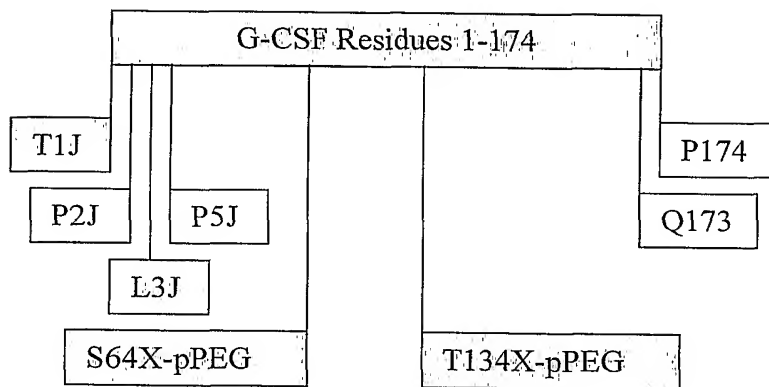 G-CSF Residues 1-174
T1J
P174
P2J
P5J
Q173
L3J
S64X-pPEG
T134X-pPEG